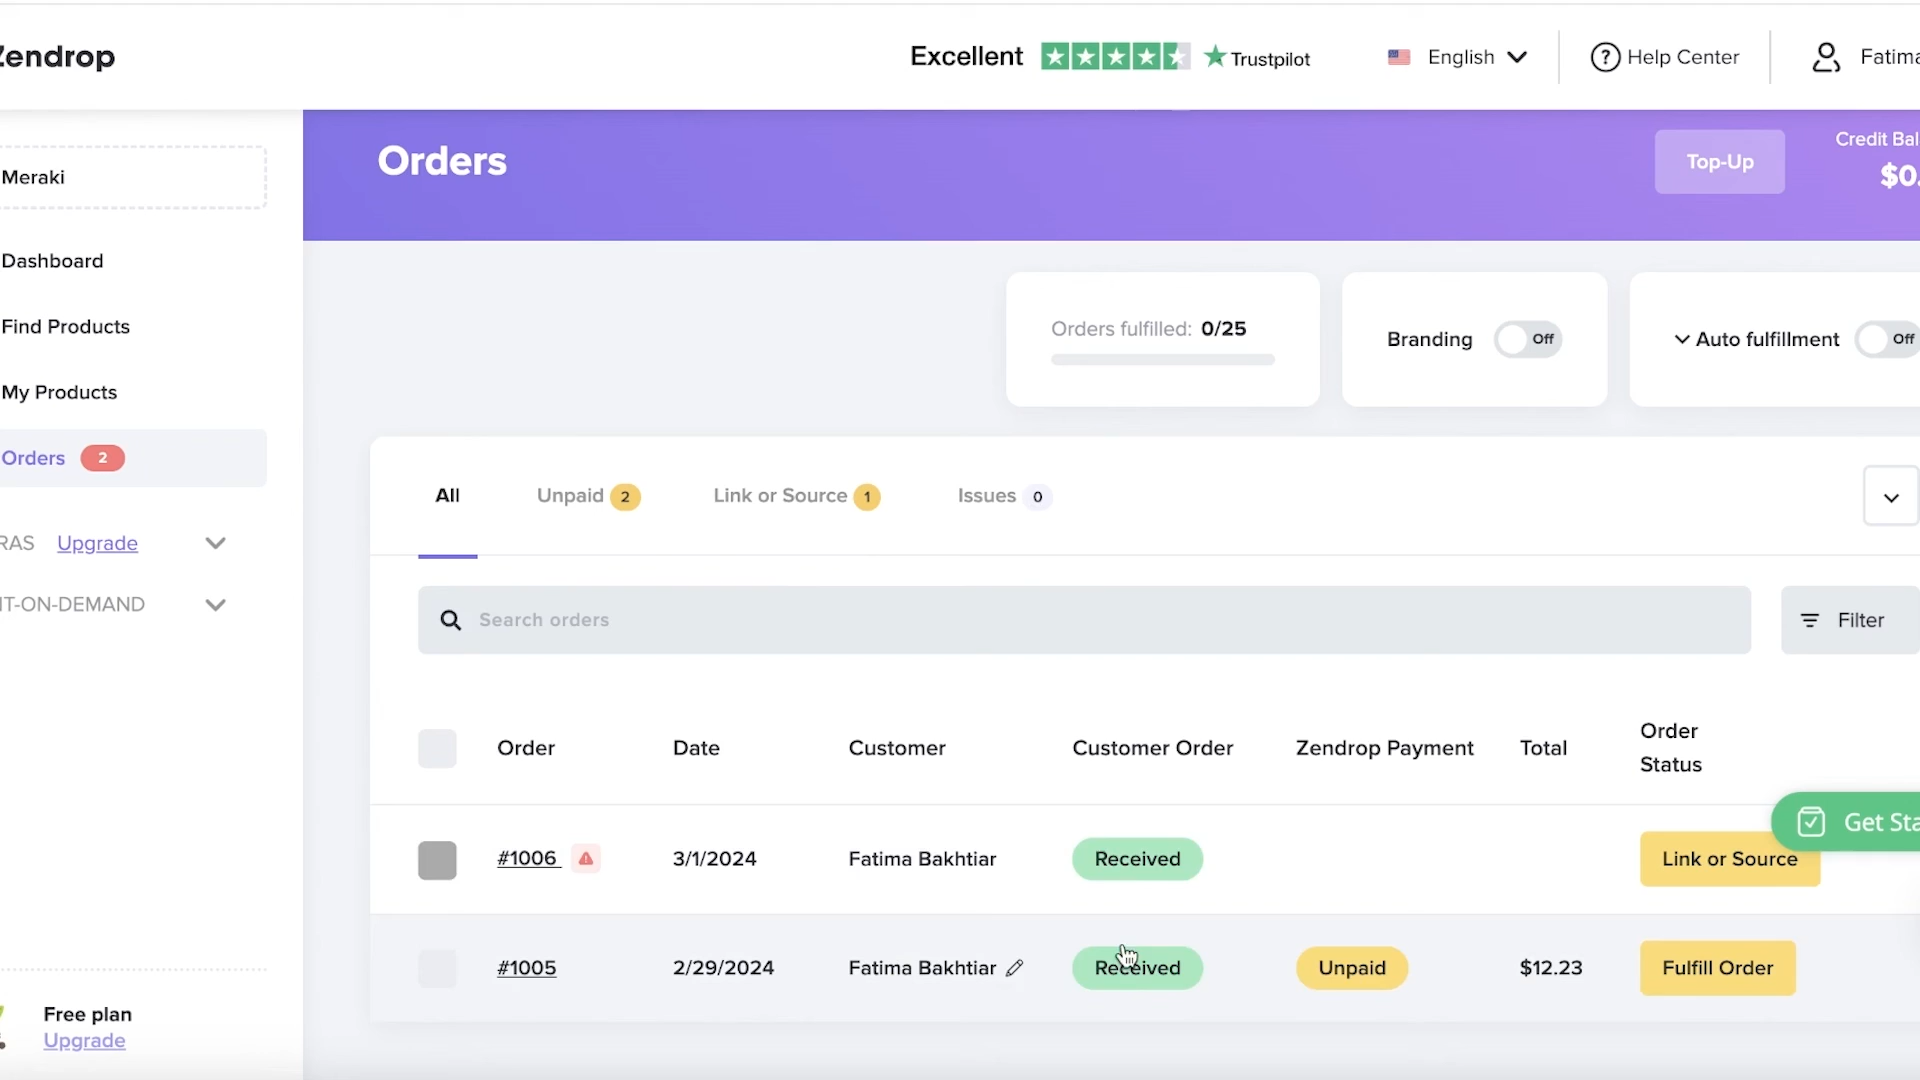 Zendrop
Excellent Trustpilot English Help Center Fatima
Meraki
Dashboard
Find Products
My Products
Orders 2
RAS Upgrade
IT-ON-DEMAND
Free plan
Upgrade
Orders
Top-Up
Credit Bal
$0.
Orders fulfilled: 0/25
Branding Off
Auto fulfillment Off
All Unpaid 2 Link or Source 1 Issues 0
Search orders
Filter
Order Date Customer Customer Order Zendrop Payment Total Order
Status
Get Sta
#1006 3/1/2024 Fatima Bakhtiar Received Link or Source
#1005 2/29/2024 Fatima Bakhtiar Received Unpaid $12.23 Fulfill Order